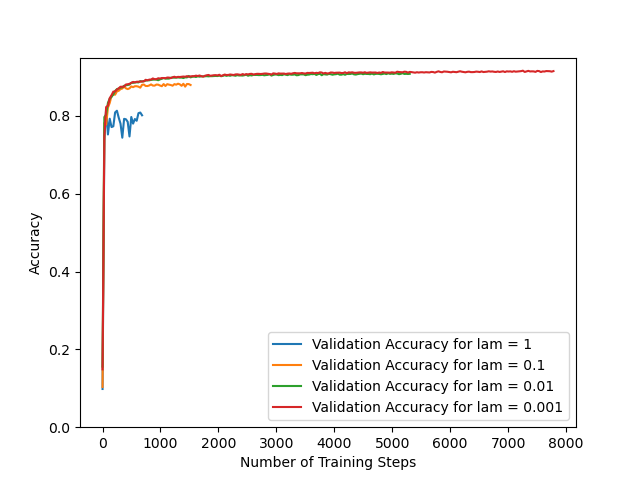 0.8
0.6
0.4
0.2
0.0
Accuracy
Validation Accuracy for lam = 1
Validation Accuracy for lam = 0.1
Validation Accuracy for lam = 0.01
Validation Accuracy for lam = 0.001
0 1000 2000 3000 4000 5000 6000 7000 8000
Number of Training Steps